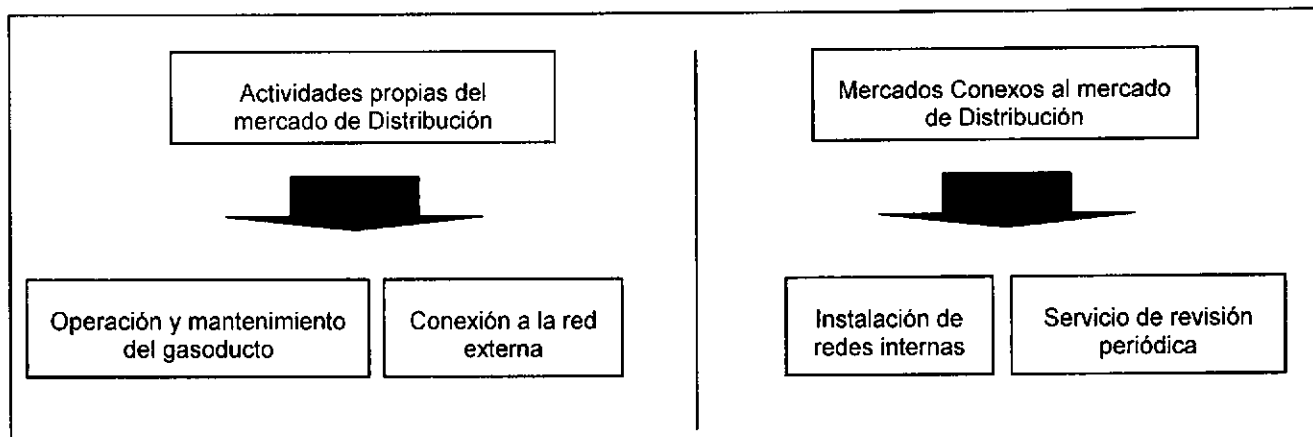 Actividades propias del
mercado de Distribución
Mercados Conexos al mercado
de Distribución
Operación y mantenimiento
del gasoducto
Conexión a la red
externa
Instalación de
redes internas
Servicio de revisión
periódica